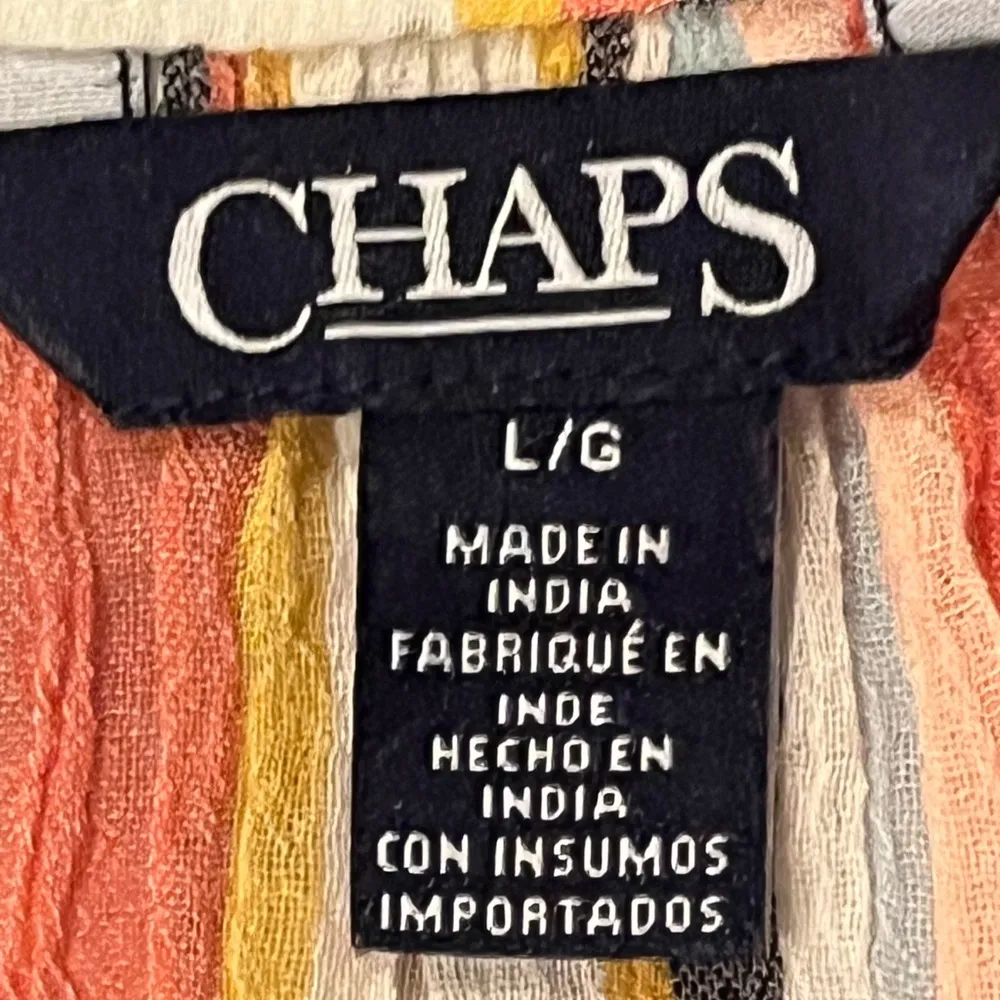 CHAPS
L/G
MADE IN
INDIA
FABRIQUÉ EN
INDE
HECHO EN
INDIA
CON INSUMOS
IMPORTADOS